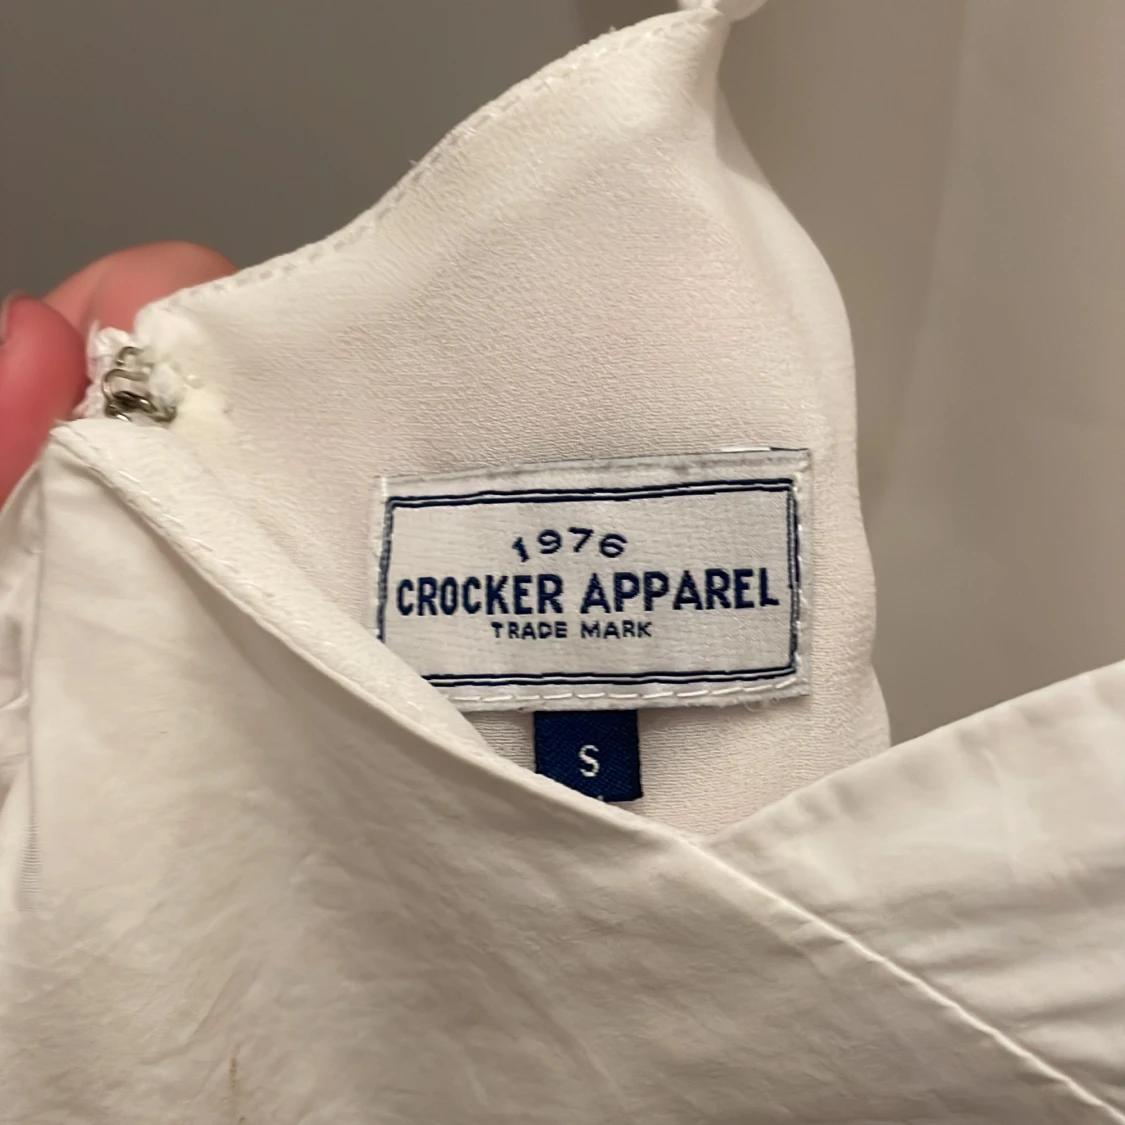 1976
CROCKER APPAREL
TRADE MARK
S